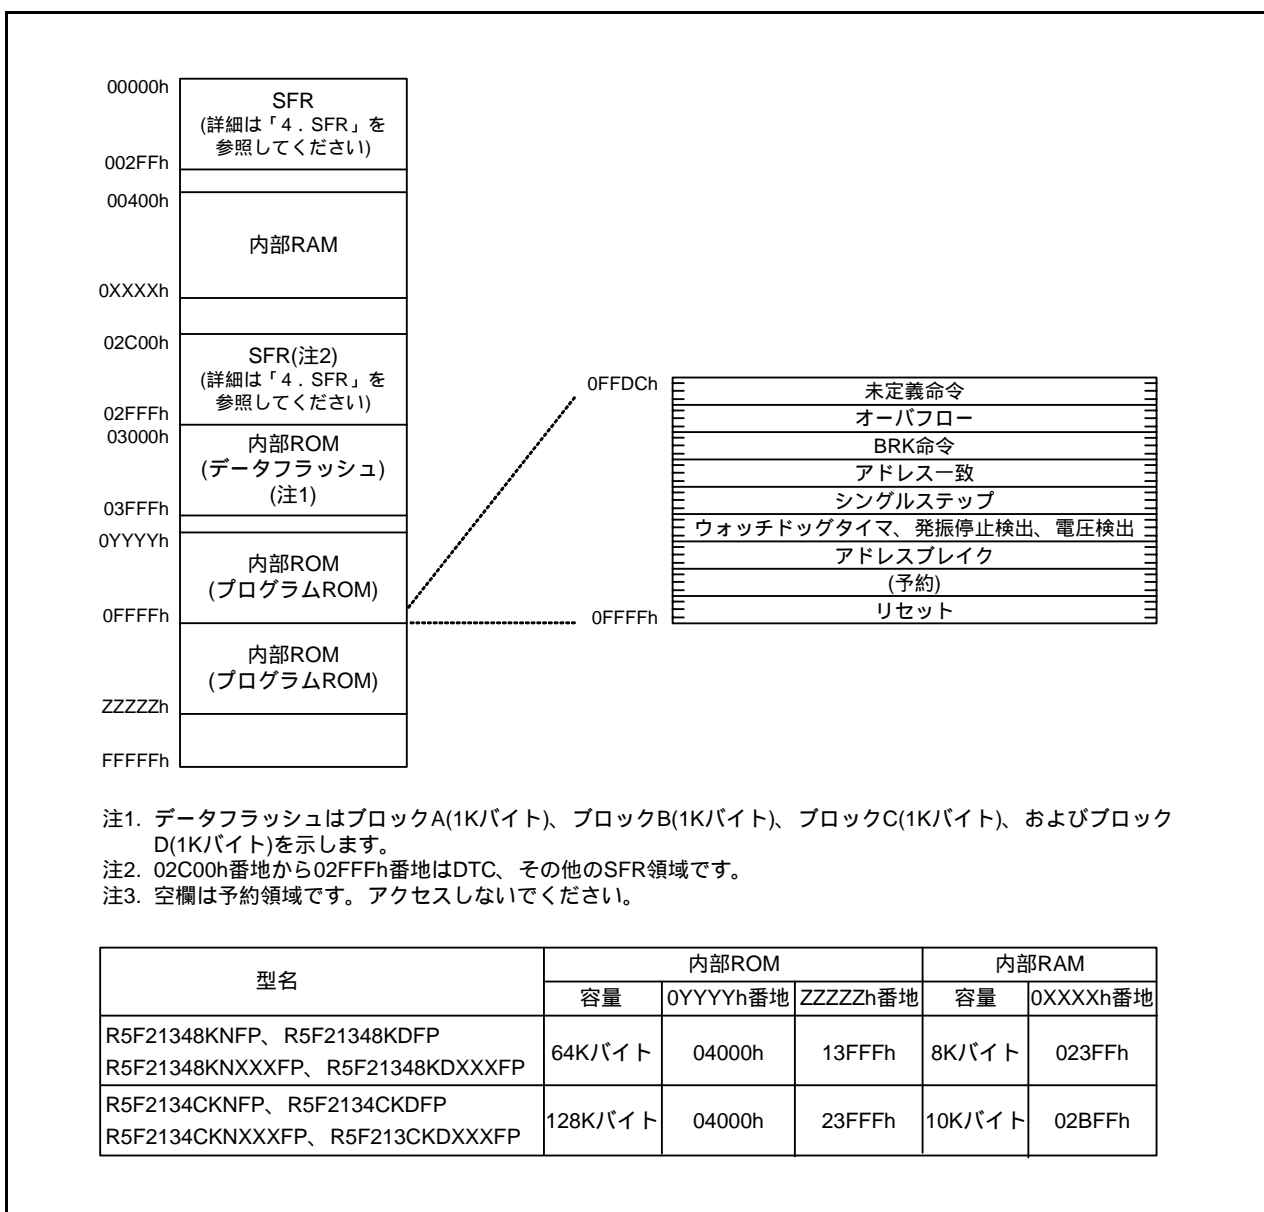 00000h
SFR
(詳細は「4．SFR」を
参照してください)
002FFh
00400h
内部RAM
0XXXXh
02C00h
SFR(注2)
(詳細は「4．SFR」を
参照してください)
02FFFh
03000h
内部ROM
(データフラッシュ)
(注1)
03FFFh
0YYYYh
内部ROM
(プログラムROM)
0FFFFh
内部ROM
(プログラムROM)
ZZZZZh
FFFFFh
0FFDCh
未定義命令
オーバフロー
BRK命令
アドレス一致
シングルステップ
ウォッチドッグタイマ、発振停止検出、電圧検出
アドレスブレイク
(予約)
0FFFFh
リセット
注1. データフラッシュはブロックA(1Kバイト)、ブロックB(1Kバイト)、ブロックC(1Kバイト)、およびブロック
D(1Kバイト)を示します。
注2. 02C00h番地から02FFFh番地はDTC、その他のSFR領域です。
注3. 空欄は予約領域です。アクセスしないでください。
型名 内部ROM 内部RAM
容量 0YYYYh番地 ZZZZZh番地 容量 0XXXXh番地
R5F21348KNFP、R5F21348KDFP
R5F21348KNXXXFP、R5F21348KDXXXFP
64Kバイト 04000h 13FFFh 8Kバイト 023FFh
R5F2134CKNFP、R5F2134CKDFP
R5F2134CKNXXXFP、R5F213CKDXXXFP
128Kバイト 04000h 23FFFh 10Kバイト 02BFFh